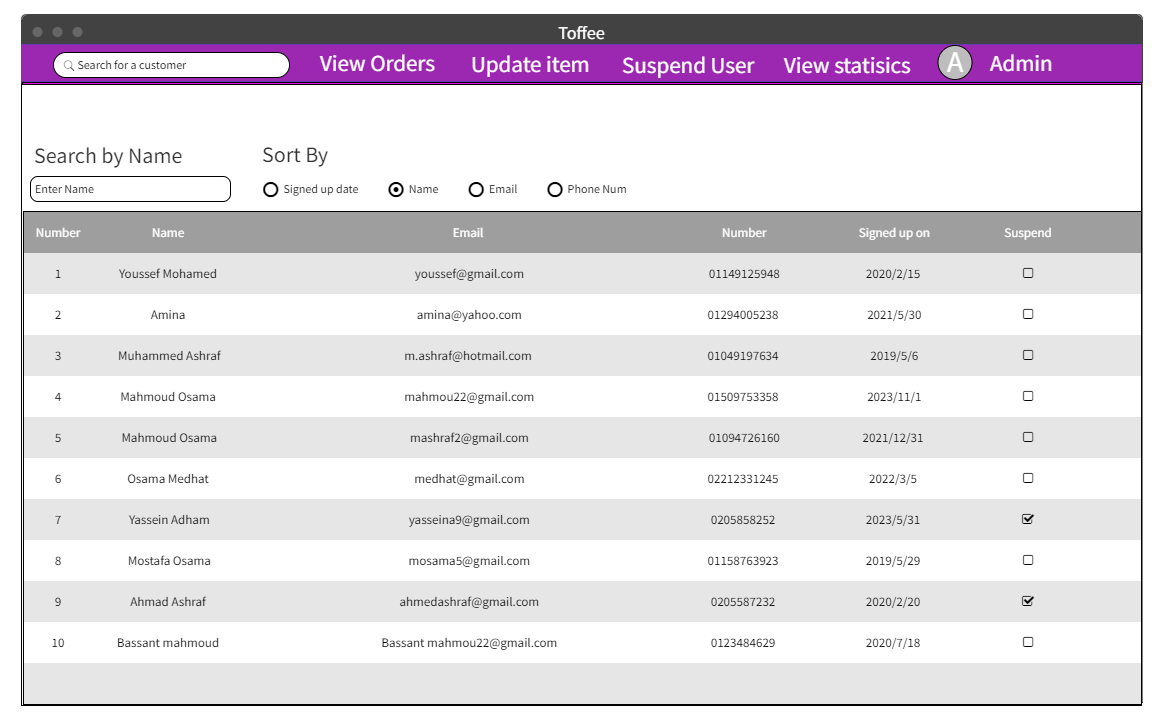 Toffee
Search for a customer View Orders Update item Suspend User View statisics A Admin
Search by Name Sort By
Enter Name Signed up date Name Email Phone Num
Number Name Email Number Signed up on Suspend
1 Youssef Mohamed youssef@gmail.com 01149125948 2020/2/15
2 Amina amina@yahoo.com 01294005238 2021/5/30
3 Muhammed Ashraf m.ashraf@hotmail.com 01049197634 2019/5/6
4 Mahmoud Osama mahmou22@gmail.com 01509753358 2023/11/1
5 Mahmoud Osama mashraf2@gmail.com 01094726160 2021/12/31
6 Osama Medhat medhat@gmail.com 02212331245 2022/3/5
7 Yassein Adham yasseina9@gmail.com 0205858252 2023/5/31
8 Mostafa Osama mosama5@gmail.com 01158763923 2019/5/29
9 Ahmad Ashraf ahmedashraf@gmail.com 0205587232 2020/2/20
10 Bassant mahmoud Bassant mahmou22@gmail.com 0123484629 2020/7/18